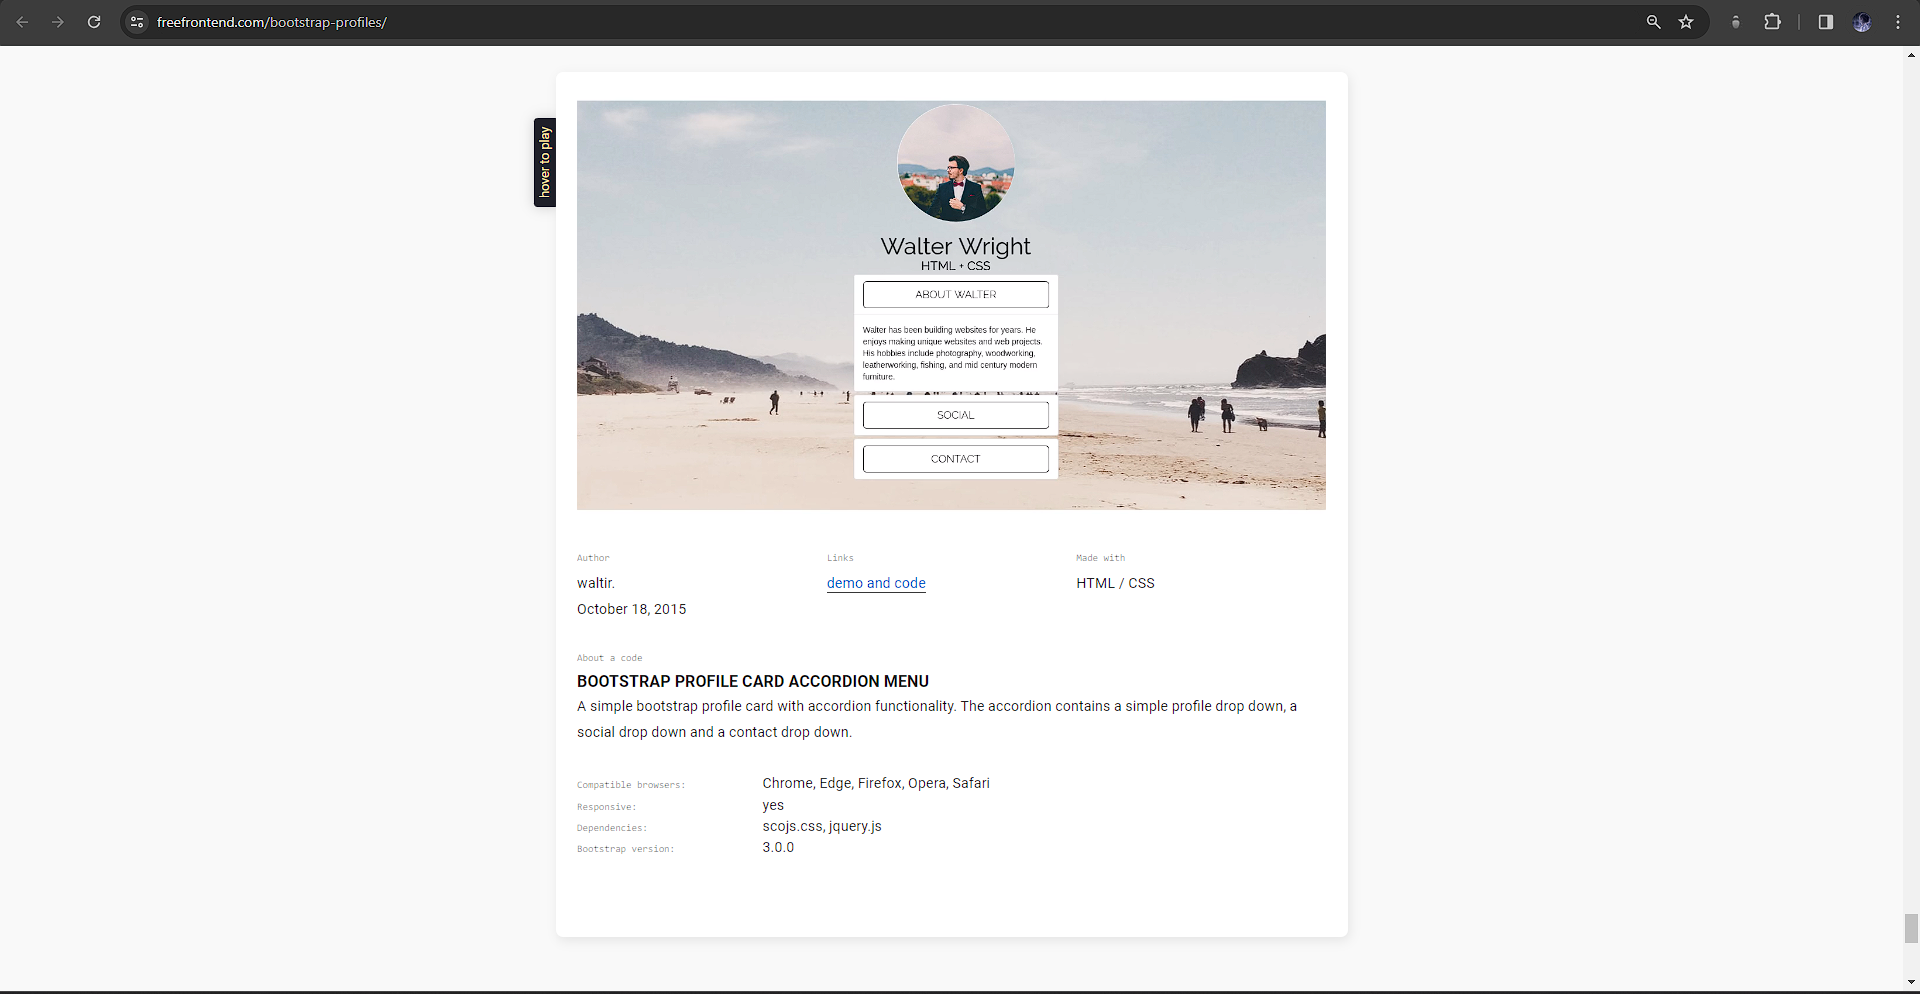 freefrontend.com/bootstrap-profiles/
hover to play
Walter Wright
HTML + CSS
ABOUT WALTER
Walter has been building websites for years. He
enjoys making unique websites and web projects.
His hobbies include photography, woodworking,
leatherworking, fishing, and mid century modern
furniture.
SOCIAL
CONTACT
Author
waltir.
October 18, 2015
Links
demo and code
Made with
HTML / CSS
About a code
BOOTSTRAP PROFILE CARD ACCORDION MENU
A simple bootstrap profile card with accordion functionality. The accordion contains a simple profile drop down, a
social drop down and a contact drop down.
Compatible browsers: Chrome, Edge, Firefox, Opera, Safari
Responsive: yes
Dependencies: scojs.css, jquery.js
Bootstrap version: 3.0.0